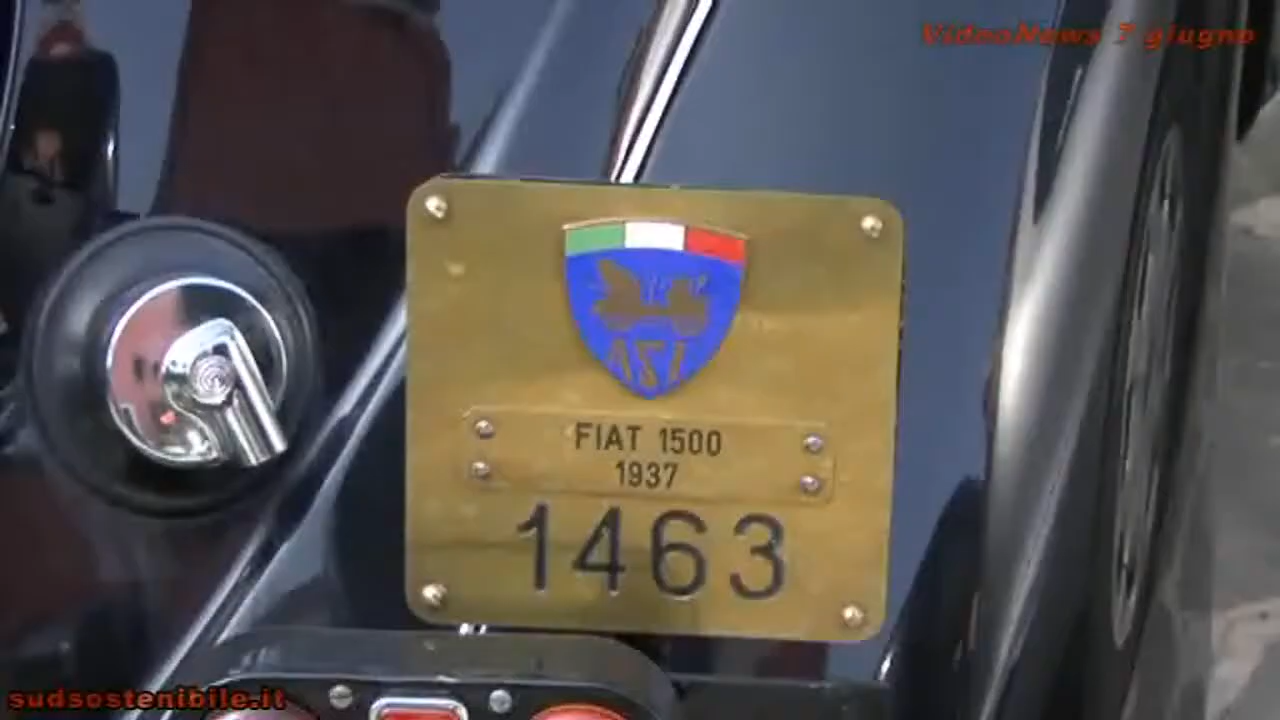 VideoNews 7 giugno
ASI
FIAT 1500
1937
1463
sudsostenibile.it